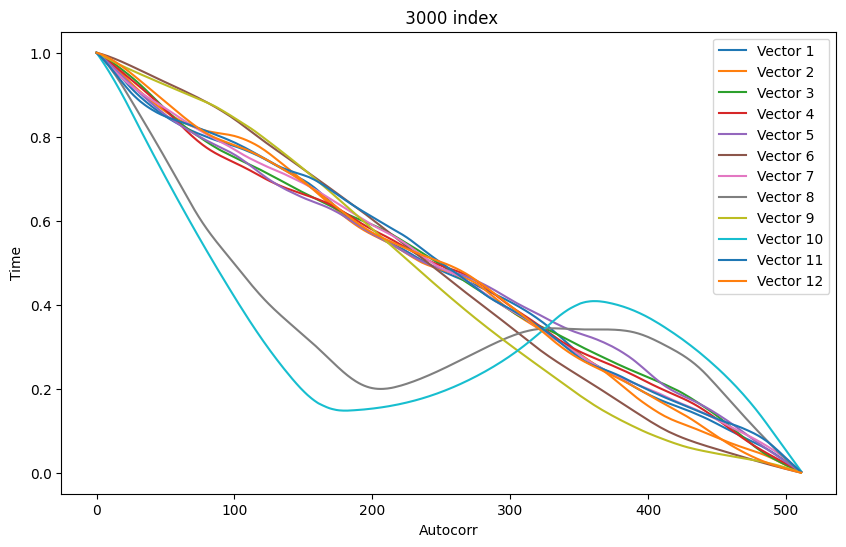 3000 index
1.0
0.8
0.6
0.4
0.2
0.0
Time
0
100
200
300
400
500
Autocorr
Vector 1
Vector 2
Vector 3
Vector 4
Vector 5
Vector 6
Vector 7
Vector 8
Vector 9
Vector 10
Vector 11
Vector 12